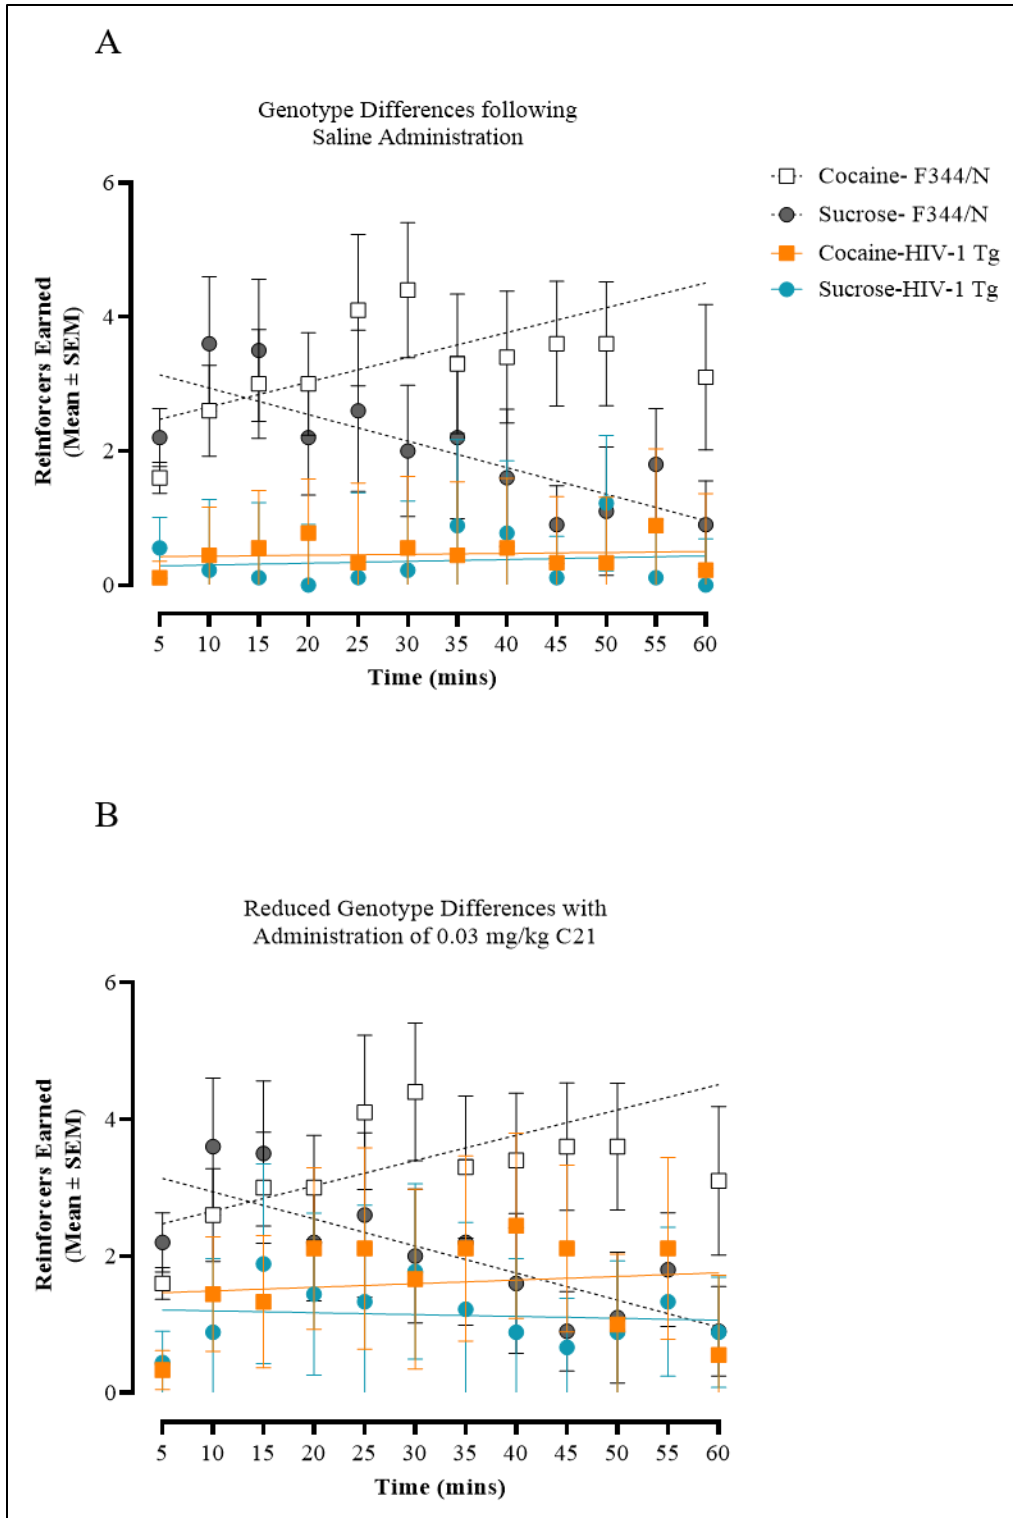 A
Genotype Differences following
Saline Administration
Cocaine- F344/N
Sucrose- F344/N
Cocaine-HIV-1 Tg
Sucrose-HIV-1 Tg
Reinforcers Earned
(Mean ± SEM)
6
4
2
0
5 10 15 20 25 30 35 40 45 50 55 60
Time (mins)
B
Reduced Genotype Differences with
Administration of 0.03 mg/kg C21
Reinforcers Earned
(Mean ± SEM)
6
4
2
0
5 10 15 20 25 30 35 40 45 50 55 60
Time (mins)